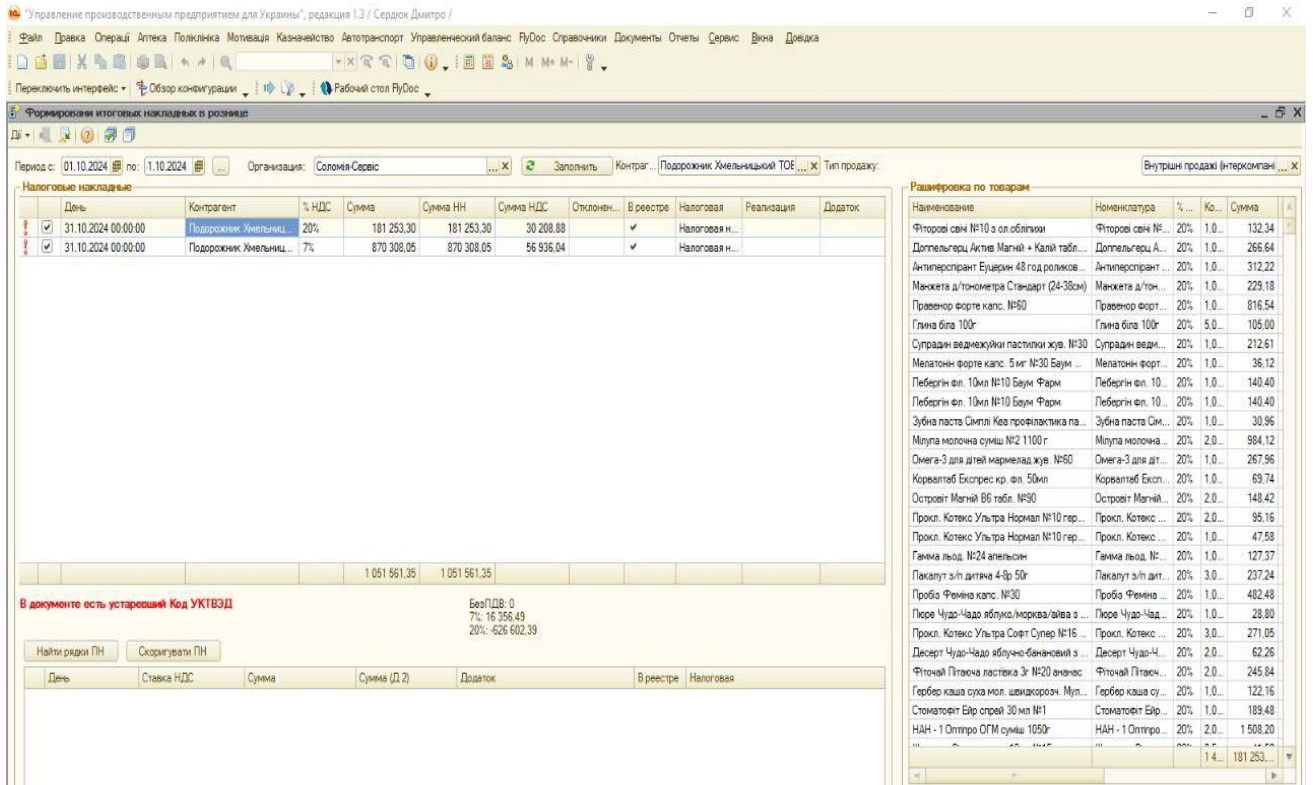 "Управление производственным предприятием для Украины", редакция 1.3 / Сердюк Дмитро /
Файл Правка Операції Аптека Поліклініка Мотивація Казначейство Автотранспорт Управленческий баланс FlyDoc Справочники Документы Отчеты Сервис Вікна Довідка
M M+ M-
Переключить интерфейс Обзор конфигурации Рабочий стол FlyDoc
Формировани итоговых накладных в рознице
Дії
Период с: 01.10.2024 по: 1.10.2024 ... Организация: Соломія-Сервіс ... X Заполнить Контраг... Подорожник Хмельницький ТОВ ... X Тип продажу: Внутрішні продажі (інтеркомпані ... X
Налоговые накладные
День Контрагент % НДС Сумма Сумма НН Сумма НДС Отклонен... В реестре Налоговая Реализация Додаток
31.10.2024 00:00:00 Подорожник Хмельниц... 20% 181 253,30 181 253,30 30 208,88 Налоговая н...
31.10.2024 00:00:00 Подорожник Хмельниц... 7% 870 308,05 870 308,05 56 936,04 Налоговая н...
1 051 561,35 1 051 561,35
В документе есть устаревший Код УКТВЭД
БезПДВ: 0
7%: 16 356,49
20%: -626 602,39
Найти рядки ПН Скоригувати ПН
День Ставка НДС Сумма Сумма (Д 2) Додаток В реестре Налоговая
Рашифровка по товарам
Наименование Номенклатура % ... Ко... Сумма
Фіторові свічі №10 з ол.обліпихи Фіторові свічі №... 20% 1,0... 132,34
Доппельгерц Актив Магній + Калій табл.... Доппельгерц А... 20% 1,0... 266,64
Антиперспірант Еуцерин 48 год роликов... Антиперспірант ... 20% 1,0... 312,22
Манжета д/тонометра Стандарт (24-38см) Манжета д/тон... 20% 1,0... 229,18
Правенор форте капс. №60 Правенор форт... 20% 1,0... 816,54
Глина біла 100г Глина біла 100г 20% 5,0... 105,00
Супрадин ведмежуйки пастилки жув. №30 Супрадин ведм... 20% 1,0... 212,61
Мелатонін форте капс. 5 мг №30 Баум ... Мелатонін форт... 20% 1,0... 36,12
Лебергін фл. 10мл №10 Баум Фарм Лебергін фл. 10... 20% 1,0... 140,40
Лебергін фл. 10мл №10 Баум Фарм Лебергін фл. 10... 20% 1,0... 140,40
Зубна паста Сімплі Кеа профілактика па... Зубна паста Сім... 20% 1,0... 30,96
Мілупа молочна суміш №2 1100 г Мілупа молочна... 20% 2,0... 984,12
Омега-3 для дітей мармелад жув. №60 Омега-3 для діт... 20% 1,0... 267,96
Корвалтаб Експрес кр. фл. 50мл Корвалтаб Експ... 20% 1,0... 69,74
Островіт Магній В6 табл. №90 Островіт Магній... 20% 2,0... 148,42
Прокл. Котекс Ультра Нормал №10 гер... Прокл. Котекс ... 20% 2,0... 95,16
Прокл. Котекс Ультра Нормал №10 гер... Прокл. Котекс ... 20% 1,0... 47,58
Гамма льод. №24 апельсин Гамма льод. №... 20% 1,0... 127,37
Лакалут з/п дитяча 4-8р 50г Лакалут з/п дит... 20% 3,0... 237,24
Пробіз Феміна капс. №30 Пробіз Феміна ... 20% 1,0... 482,48
Пюре Чудо-Чадо яблуко/морква/айва з ... Пюре Чудо-Чад... 20% 1,0... 28,80
Прокл. Котекс Ультра Софт Супер №16 ... Прокл. Котекс ... 20% 3,0... 271,05
Десерт Чудо-Чадо яблучно-банановий з ... Десерт Чудо-Ч... 20% 2,0... 62,26
Фіточай Літаюча ластівка 3г №20 ананас Фіточай Літаюч... 20% 2,0... 245,84
Гербер каша суха мол. швидкорозч. Мул... Гербер каша су... 20% 1,0... 122,16
Стоматофіт Ейр спрей 30 мл №1 Стоматофіт Ейр... 20% 1,0... 189,48
НАН - 1 Оптіпро ОГМ суміш 1050г НАН - 1 Оптіпро... 20% 2,0... 1 508,20
1 4... 181 253,...